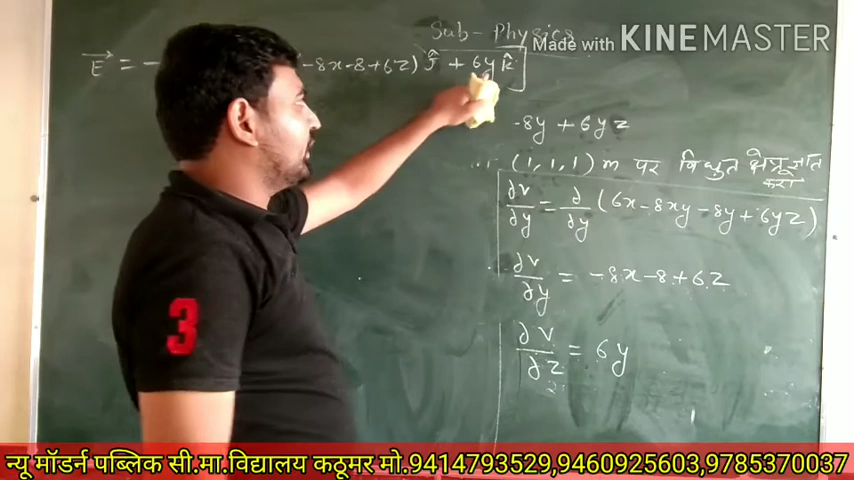 Sub - Physics
Made with KINEMASTER
E⃗ = - -8x-8+6z) ĵ + 6y k̂ ]
-8y + 6yz
(1,1,1) m पर विधुत क्षेत्र ज्ञात करो
∂v/∂y = ∂/∂y (6x-8xy-8y+6yz)
∂v/∂y = -8x-8+6z
∂v/∂z = 6y
3
न्यू मॉडर्न पब्लिक सी.मा.विद्यालय कठूमर मो.9414793529,9460925603,9785370037